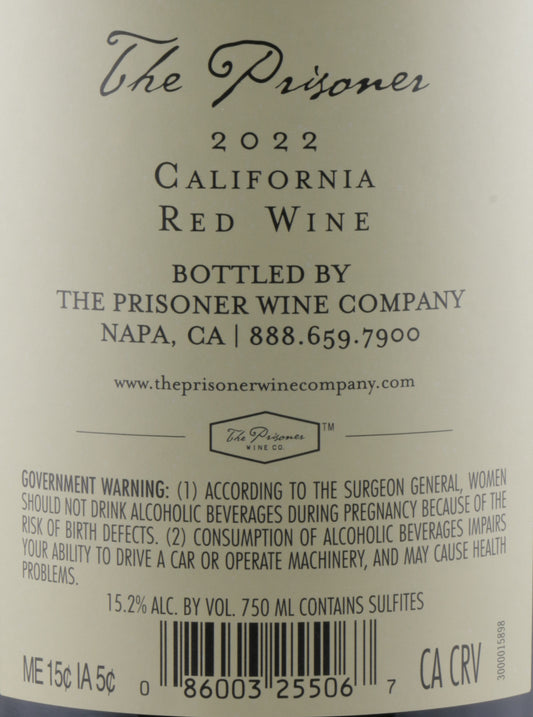 The Prisoner
2022
CALIFORNIA
RED WINE
BOTTLED BY
THE PRISONER WINE COMPANY
NAPA, CA | 888.659.7900
www.theprisonerwinecompany.com
The Prisoner TM
WINE CO.
GOVERNMENT WARNING: (1) ACCORDING TO THE SURGEON GENERAL, WOMEN
SHOULD NOT DRINK ALCOHOLIC BEVERAGES DURING PREGNANCY BECAUSE OF THE
RISK OF BIRTH DEFECTS. (2) CONSUMPTION OF ALCOHOLIC BEVERAGES IMPAIRS
YOUR ABILITY TO DRIVE A CAR OR OPERATE MACHINERY, AND MAY CAUSE HEALTH
PROBLEMS.
15.2% ALC. BY VOL. 750 ML CONTAINS SULFITES
ME 15¢ IA 5¢
0 86003 25506 7
CA CRV
3000015898